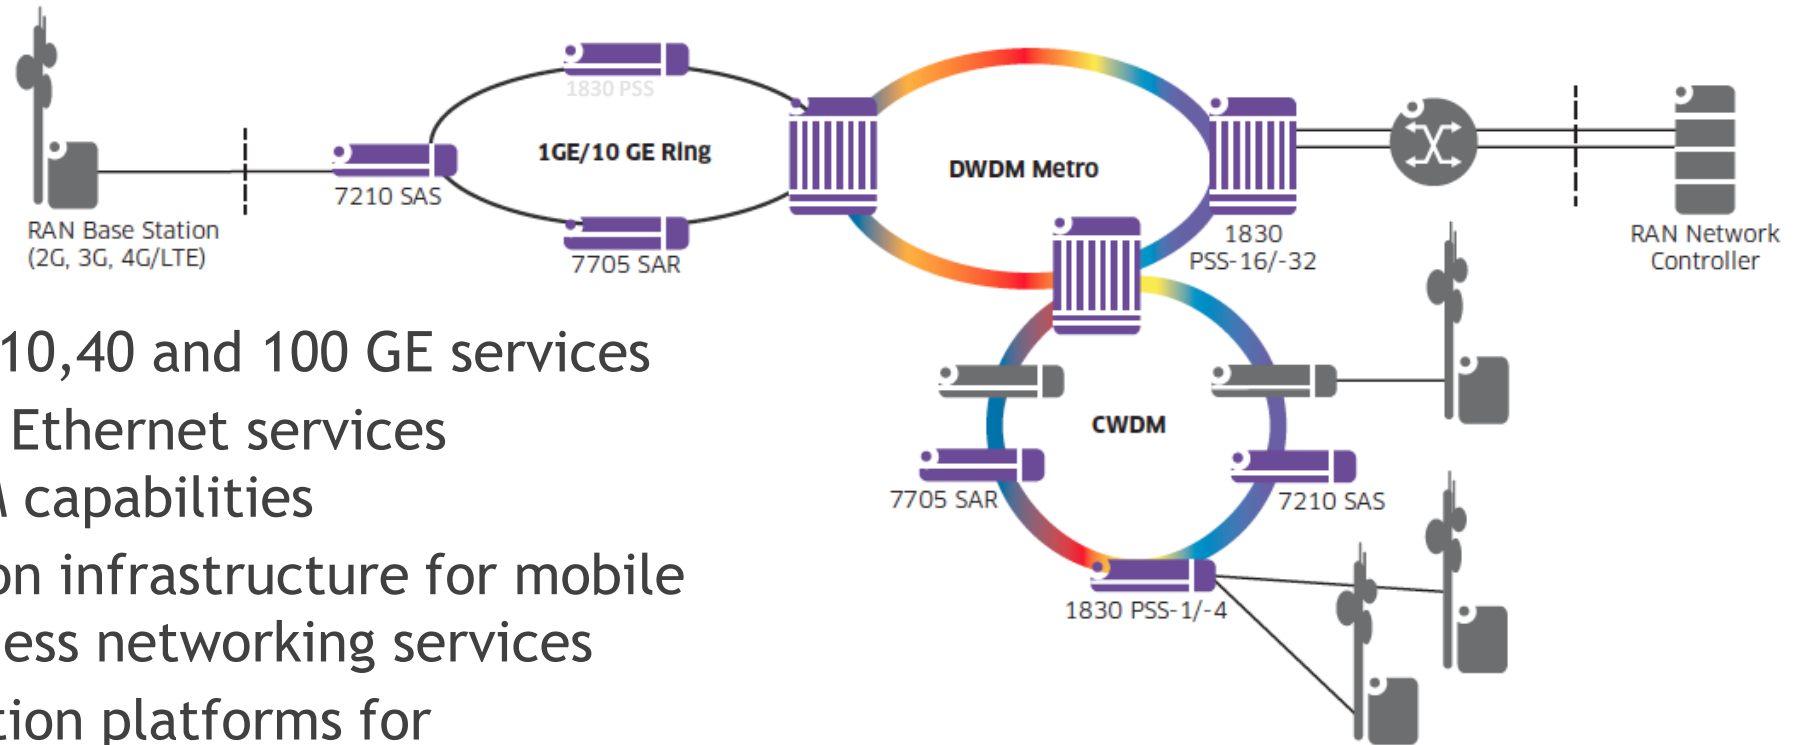 1830 PSS
1GE/10 GE Ring
DWDM Metro
7210 SAS
RAN Base Station
(2G, 3G, 4G/LTE)
7705 SAR
1830
PSS-16/-32
RAN Network
Controller
10,40 and 100 GE services
Ethernet services
capabilities
on infrastructure for mobile
ess networking services
tion platforms for
CWDM
7705 SAR
7210 SAS
1830 PSS-1/-4